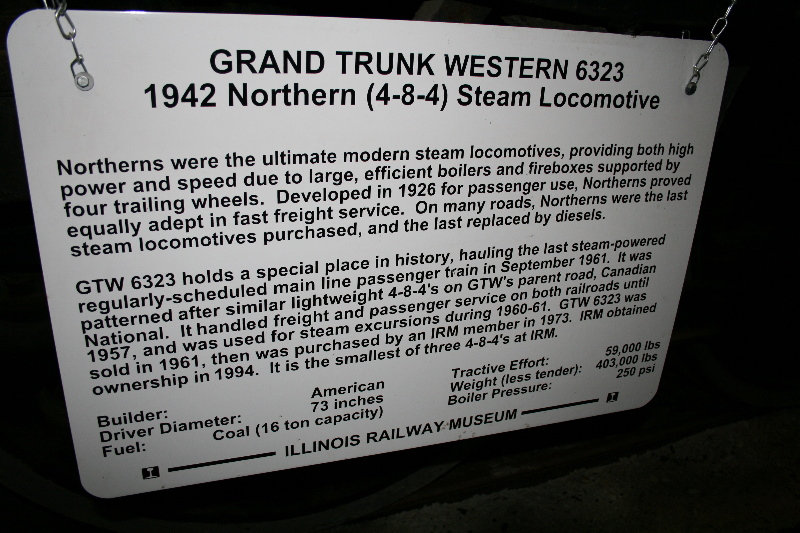 GRAND TRUNK WESTERN 6323
1942 Northern (4-8-4) Steam Locomotive
Northerns were the ultimate modern steam locomotives, providing both high
power and speed due to large, efficient boilers and fireboxes supported by
four trailing wheels. Developed in 1926 for passenger use, Northerns proved
equally adept in fast freight service. On many roads, Northerns were the last
steam locomotives purchased, and the last replaced by diesels.
GTW 6323 holds a special place in history, hauling the last steam-powered
regularly-scheduled main line passenger train in September 1961. It was
patterned after similar lightweight 4-8-4's on GTW's parent road, Canadian
National. It handled freight and passenger service on both railroads until
1957, and was used for steam excursions during 1960-61. GTW 6323 was
sold in 1961, then was purchased by an IRM member in 1973. IRM obtained
ownership in 1994. It is the smallest of three 4-8-4's at IRM.
Builder: American
Driver Diameter: 73 inches
Fuel: Coal (16 ton capacity)
Tractive Effort: 59,000 lbs
Weight (less tender): 403,000 lbs
Boiler Pressure: 250 psi
ILLINOIS RAILWAY MUSEUM